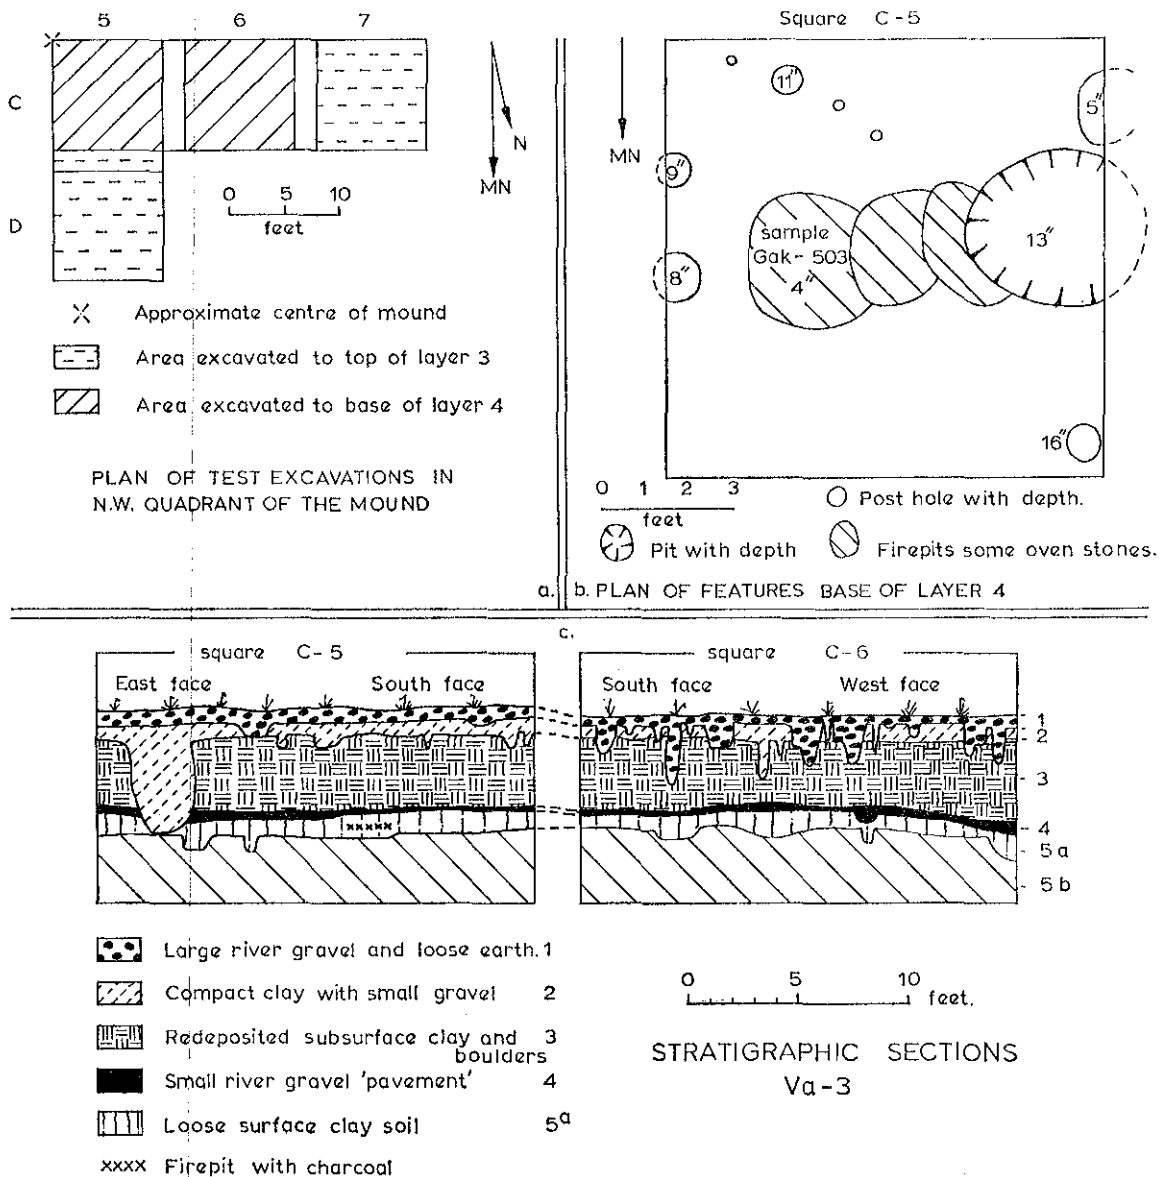 5 6 7
C
D
N
MN
0 5 10
feet
Approximate centre of mound
Area excavated to top of layer 3
Area excavated to base of layer 4
PLAN OF TEST EXCAVATIONS IN
N.W. QUADRANT OF THE MOUND
a.
Square C-5
MN
11"
5"
9"
8"
sample
Gak-503
4"
13"
16"
0 1 2 3
feet
Post hole with depth.
Pit with depth
Firepits some oven stones.
b. PLAN OF FEATURES BASE OF LAYER 4
c.
square C-5
East face South face
square C-6
South face West face
1
2
3
4
5a
5b
Large river gravel and loose earth. 1
Compact clay with small gravel 2
Redeposited subsurface clay and 3
boulders
Small river gravel 'pavement' 4
Loose surface clay soil 5a
xxxx Firepit with charcoal
0 5 10
feet.
STRATIGRAPHIC SECTIONS
Va-3